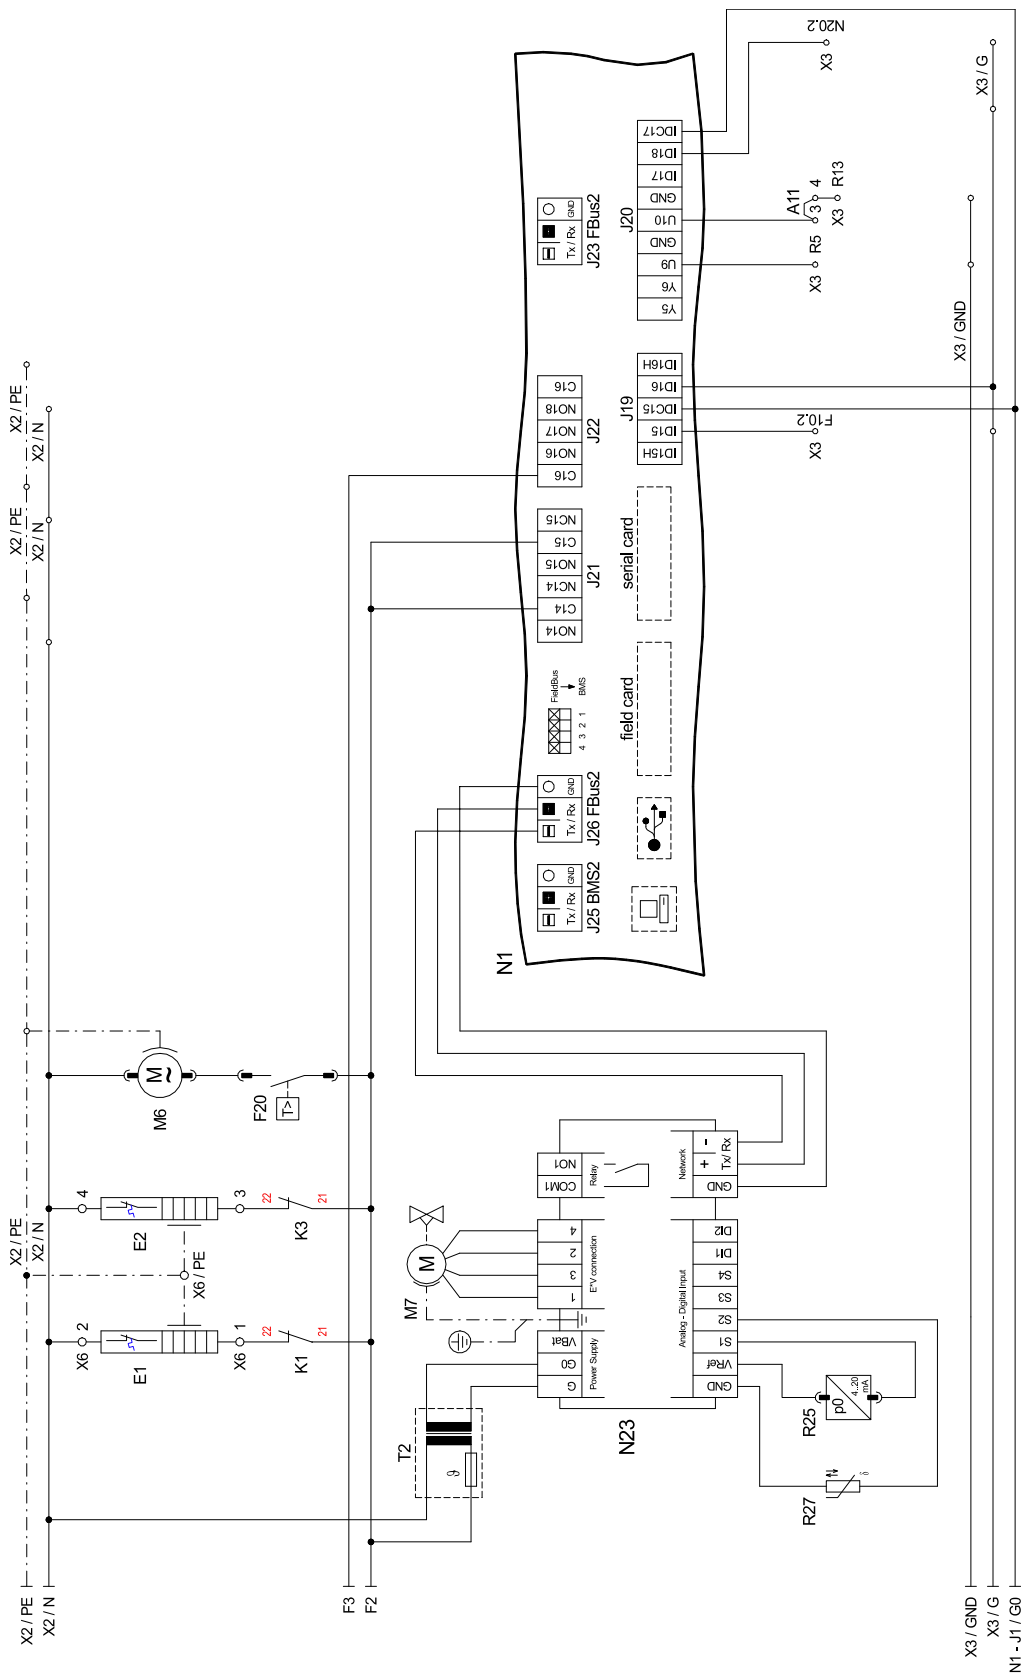 X2 / PE
X2 / N
F3
F2
X3 / GND
X3 / G
N1 - J1 / G0
X2 / PE
X2 / N
X2 / PE
X2 / N
X2 / PE
X2 / N
X6
2
E1
X6
1
22
21
K1
X6 / PE
4
E2
3
22
21
K3
M6
M
~
F20
T>
T2
ϑ
M7
M
N23
G
G0
VBat
Power Supply
1
3
2
4
E*V connection
COM1
NO1
Relay
GND
VRef
S1
S2
S3
S4
DI1
DI2
Analog - Digital Input
GND
+
-
Tx/ Rx
Network
R25
p0
4..20
mA
R27
δ
N1
Tx / Rx
GND
J25 BMS2
Tx / Rx
GND
J26 FBus2
4 3 2 1
FieldBus
BMS
field card
serial card
NO14
C14
NC14
NO15
C15
NC15
J21
C16
NO16
NO17
NO18
C16
J22
Tx / Rx
GND
J23 FBus2
ID15H
ID15
IDC15
ID16
ID16H
J19
Y5
Y6
U9
GND
U10
GND
ID17
ID18
IDC17
J20
X3
F10.2
X3
R5
A11
3
4
X3
R13
X3
N20.2
X3 / GND
X3 / G